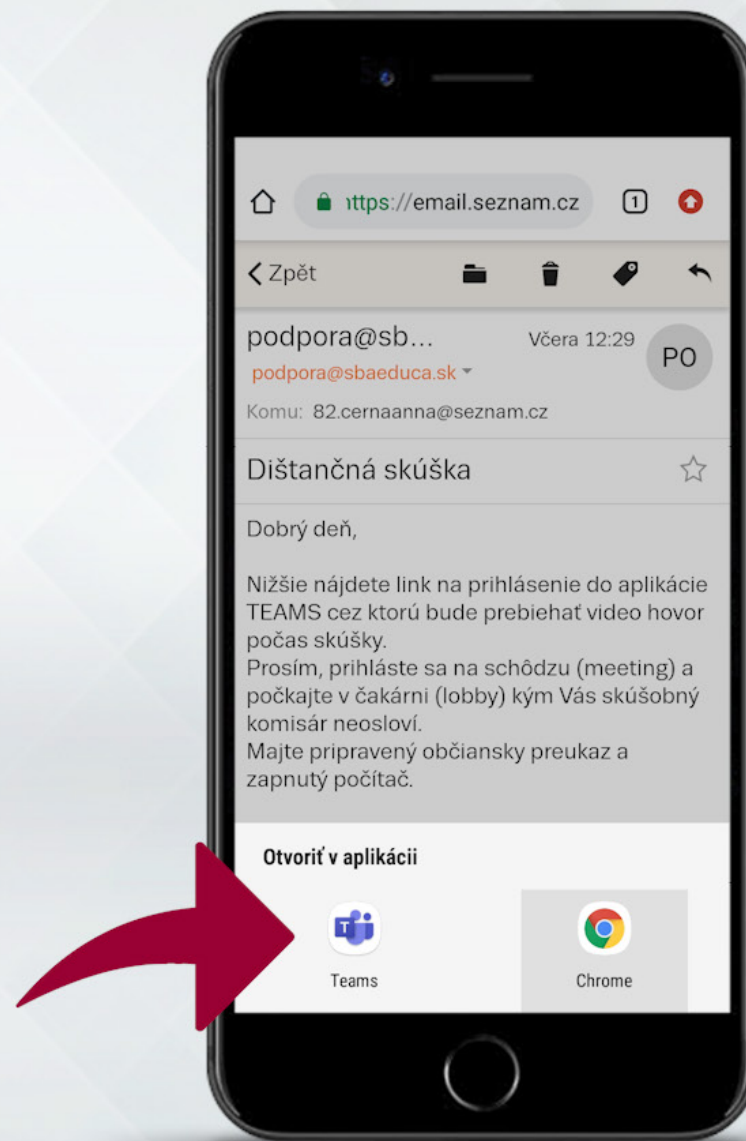 https://email.seznam.cz 1
Zpět
podpora@sb... Včera 12:29 PO
podpora@sbaeduca.sk
Komu: 82.cernaanna@seznam.cz
Dištančná skúška
Dobrý deň,
Nižšie nájdete link na prihlásenie do aplikácie
TEAMS cez ktorú bude prebiehať video hovor
počas skúšky.
Prosím, prihláste sa na schôdzu (meeting) a
počkajte v čakárni (lobby) kým Vás skúšobný
komisár neosloví.
Majte pripravený občiansky preukaz a
zapnutý počítač.
Otvoriť v aplikácii
T
Teams Chrome